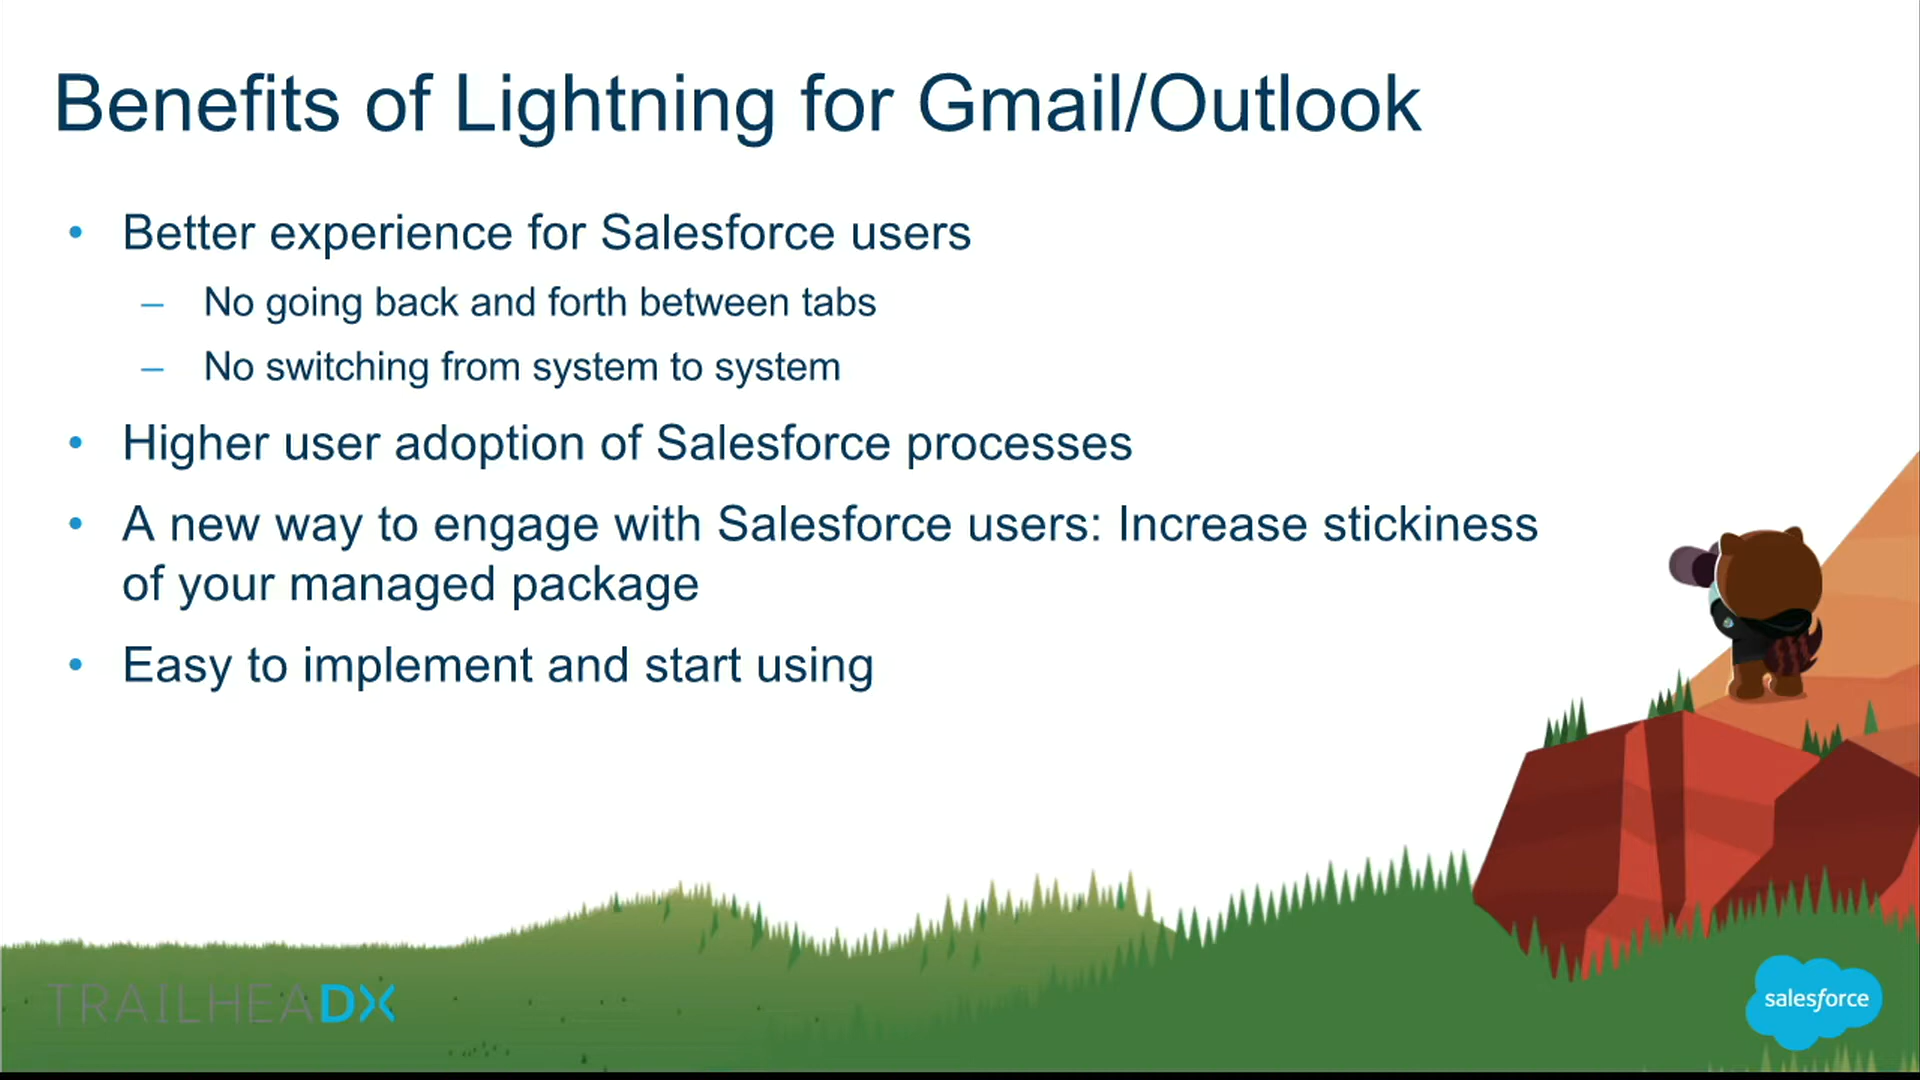 Benefits of Lightning for Gmail/Outlook
• Better experience for Salesforce users
– No going back and forth between tabs
– No switching from system to system
• Higher user adoption of Salesforce processes
• A new way to engage with Salesforce users: Increase stickiness
of your managed package
• Easy to implement and start using
TRAILHEADX
salesforce